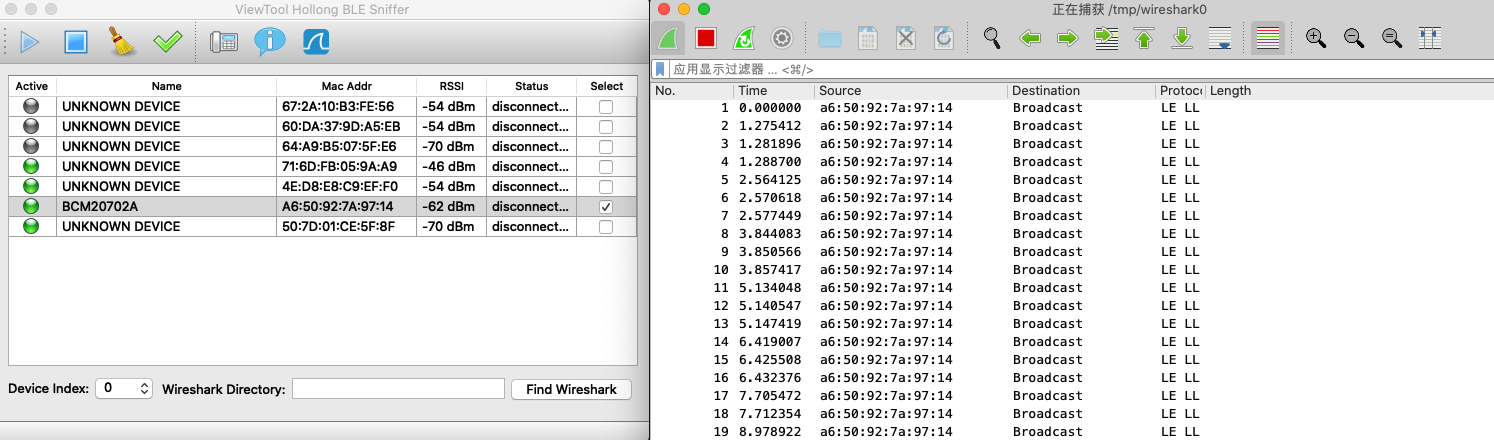 ViewTool Hollong BLE Sniffer
Active Name Mac Addr RSSI Status Select
UNKNOWN DEVICE 67:2A:10:B3:FE:56 -54 dBm disconnect...
UNKNOWN DEVICE 60:DA:37:9D:A5:EB -54 dBm disconnect...
UNKNOWN DEVICE 64:A9:B5:07:5F:E6 -70 dBm disconnect...
UNKNOWN DEVICE 71:6D:FB:05:9A:A9 -46 dBm disconnect...
UNKNOWN DEVICE 4E:D8:E8:C9:EF:F0 -54 dBm disconnect...
BCM20702A A6:50:92:7A:97:14 -62 dBm disconnect...
UNKNOWN DEVICE 50:7D:01:CE:5F:8F -70 dBm disconnect...
Device Index: 0 Wireshark Directory: Find Wireshark
正在捕获 /tmp/wireshark0
应用显示过滤器 ... <⌘/>
No. Time Source Destination Protoc Length
1 0.000000 a6:50:92:7a:97:14 Broadcast LE LL
2 1.275412 a6:50:92:7a:97:14 Broadcast LE LL
3 1.281896 a6:50:92:7a:97:14 Broadcast LE LL
4 1.288700 a6:50:92:7a:97:14 Broadcast LE LL
5 2.564125 a6:50:92:7a:97:14 Broadcast LE LL
6 2.570618 a6:50:92:7a:97:14 Broadcast LE LL
7 2.577449 a6:50:92:7a:97:14 Broadcast LE LL
8 3.844083 a6:50:92:7a:97:14 Broadcast LE LL
9 3.850566 a6:50:92:7a:97:14 Broadcast LE LL
10 3.857417 a6:50:92:7a:97:14 Broadcast LE LL
11 5.134048 a6:50:92:7a:97:14 Broadcast LE LL
12 5.140547 a6:50:92:7a:97:14 Broadcast LE LL
13 5.147419 a6:50:92:7a:97:14 Broadcast LE LL
14 6.419007 a6:50:92:7a:97:14 Broadcast LE LL
15 6.425508 a6:50:92:7a:97:14 Broadcast LE LL
16 6.432376 a6:50:92:7a:97:14 Broadcast LE LL
17 7.705472 a6:50:92:7a:97:14 Broadcast LE LL
18 7.712354 a6:50:92:7a:97:14 Broadcast LE LL
19 8.978922 a6:50:92:7a:97:14 Broadcast LE LL